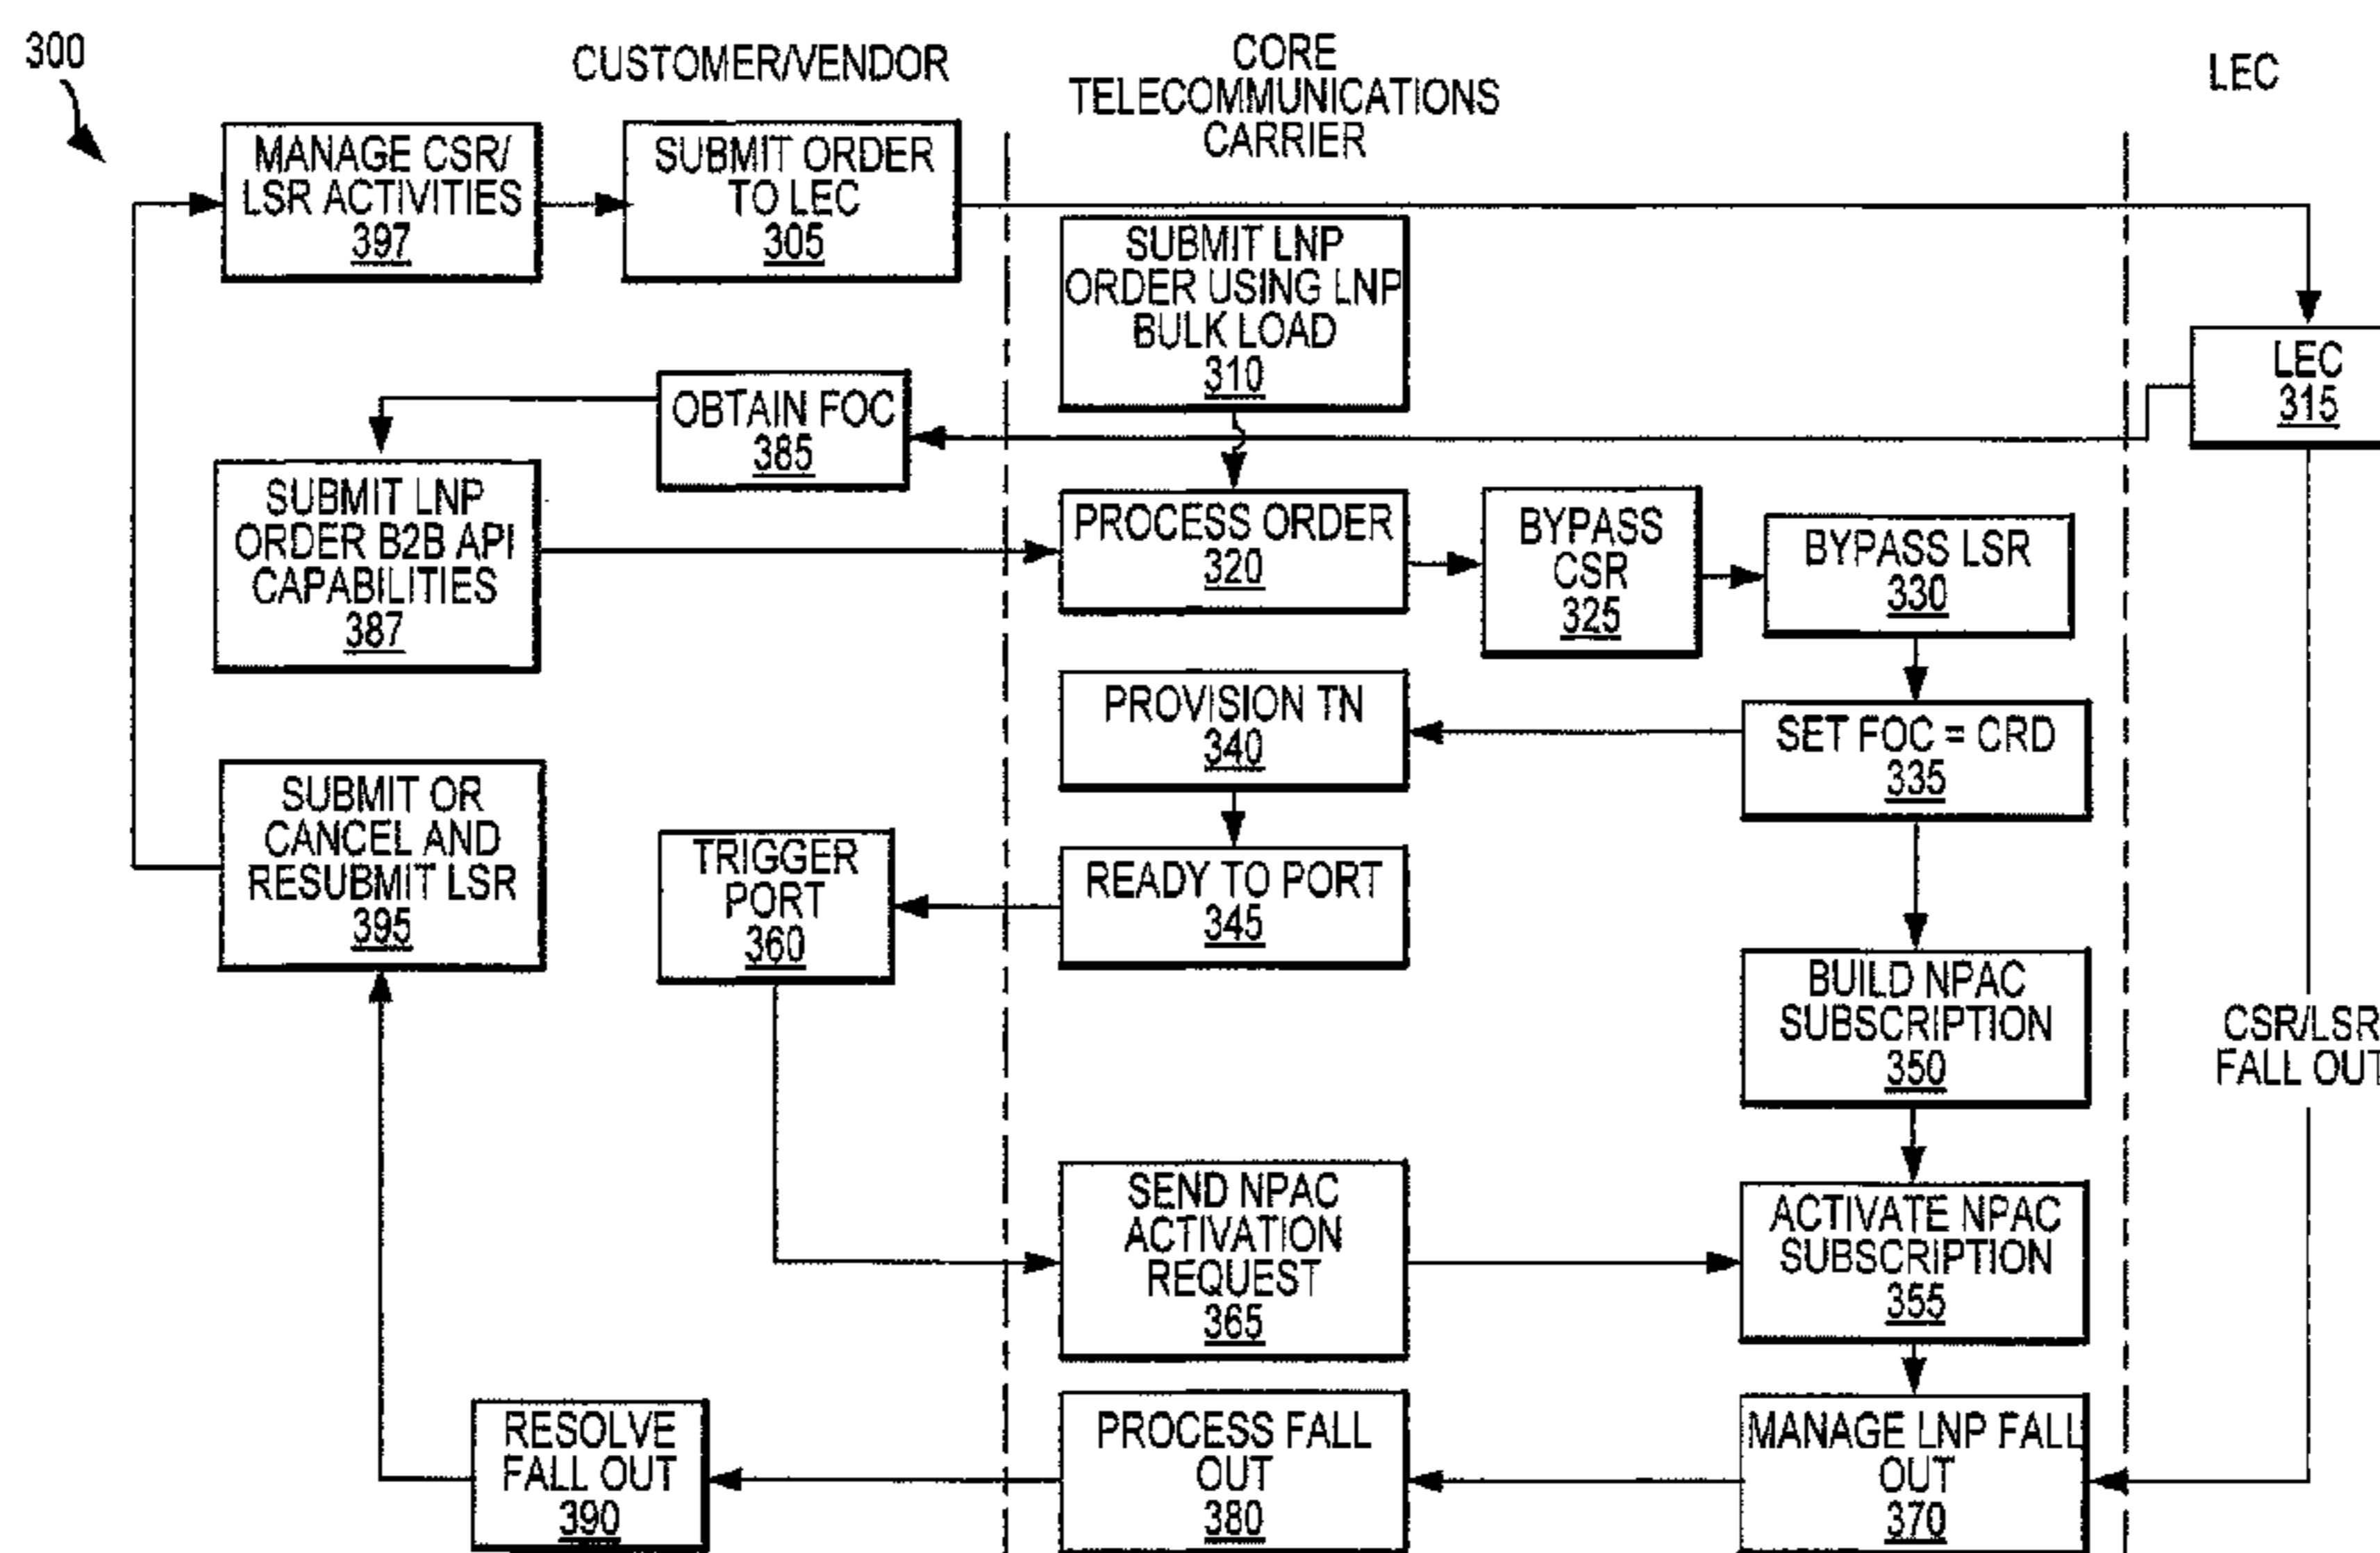 300
CUSTOMER/VENDOR
CORE
TELECOMMUNICATIONS
CARRIER
LEC
MANAGE CSR/
LSR ACTIVITIES
397
SUBMIT ORDER
TO LEC
305
SUBMIT LNP
ORDER USING LNP
BULK LOAD
310
LEC
315
OBTAIN FOC
385
SUBMIT LNP
ORDER B2B API
CAPABILITIES
387
PROCESS ORDER
320
BYPASS
CSR
325
BYPASS LSR
330
PROVISION TN
340
SET FOC = CRD
335
SUBMIT OR
CANCEL AND
RESUBMIT LSR
395
TRIGGER
PORT
360
READY TO PORT
345
BUILD NPAC
SUBSCRIPTION
350
CSR/LSR
FALL OUT
SEND NPAC
ACTIVATION
REQUEST
365
ACTIVATE NPAC
SUBSCRIPTION
355
RESOLVE
FALL OUT
390
PROCESS FALL
OUT
380
MANAGE LNP FALL
OUT
370